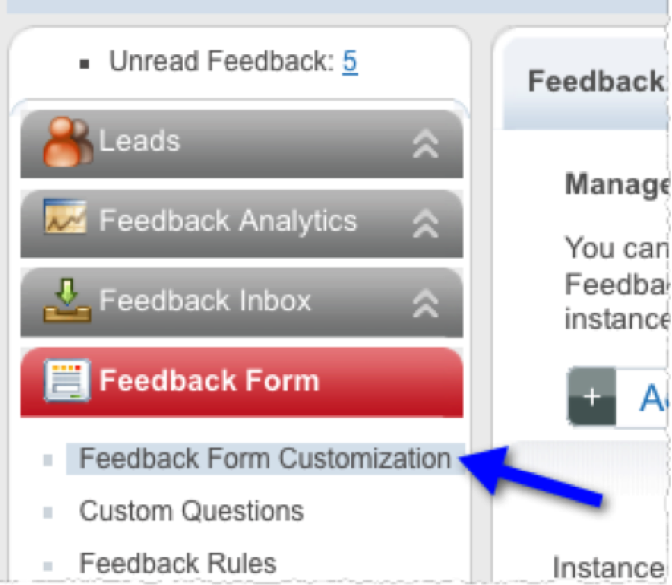 Unread Feedback: 5
Leads
Feedback Analytics
Feedback Inbox
Feedback Form
Feedback Form Customization
Custom Questions
Feedback Rules
Feedback
Manage
You can
Feedba
instance
+ A
Instance